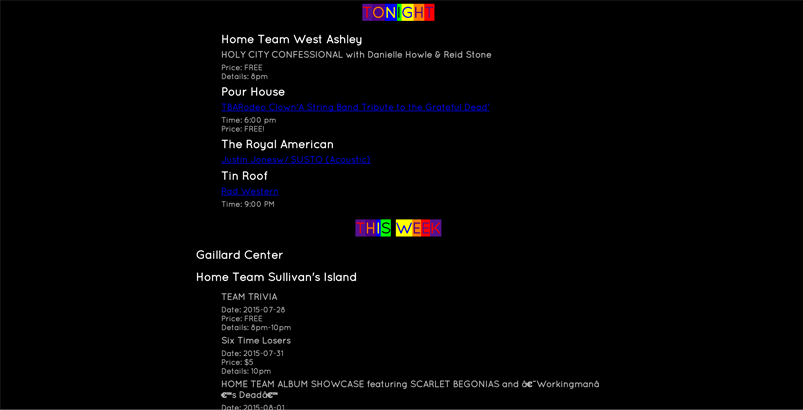 TONIGHT
Home Team West Ashley
HOLY CITY CONFESSIONAL with Danielle Howle & Reid Stone
Price: FREE
Details: 8pm
Pour House
String Band Tribute to the Grateful Dead"
Time: 6:00 pm
Price: FREE!
The Royal American
Justin Jones w/ SUSTO (Acoustic)
Tin Roof
Western
Time: 9:00 PM
THIS WEEK
Gaillard Center
Home Team Sullivan's Island
TEAM TRIVIA
Date: 2015-07-28
Price: FREE
Details: 8pm-10pm
Six Time Losers
Date: 2015-07-31
Price: $5
Details: 10pm
HOME TEAM ALBUM SHOWCASE featuring SCARLET BEGONIAS and â€˜Workingmanâ
€™s Deadâ€™
Date: 2015-08-01